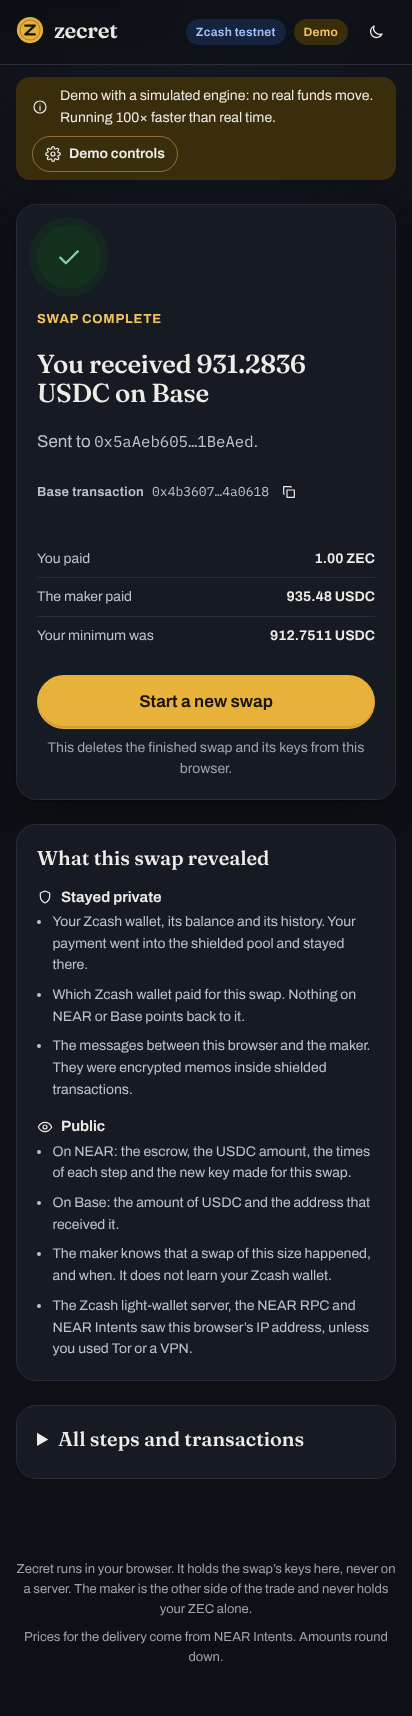 zecret
Zcash testnet
Demo
Demo with a simulated engine: no real funds move.
Running 100× faster than real time.
Demo controls
SWAP COMPLETE
You received 931.2836
USDC on Base
Sent to 0x5aAeb605…1BeAed.
Base transaction 0x4b3607…4a0618
You paid 1.00 ZEC
The maker paid 935.48 USDC
Your minimum was 912.7511 USDC
Start a new swap
This deletes the finished swap and its keys from this
browser.
What this swap revealed
Stayed private
• Your Zcash wallet, its balance and its history. Your
payment went into the shielded pool and stayed
there.
• Which Zcash wallet paid for this swap. Nothing on
NEAR or Base points back to it.
• The messages between this browser and the maker.
They were encrypted memos inside shielded
transactions.
Public
• On NEAR: the escrow, the USDC amount, the times
of each step and the new key made for this swap.
• On Base: the amount of USDC and the address that
received it.
• The maker knows that a swap of this size happened,
and when. It does not learn your Zcash wallet.
• The Zcash light-wallet server, the NEAR RPC and
NEAR Intents saw this browser’s IP address, unless
you used Tor or a VPN.
All steps and transactions
Zecret runs in your browser. It holds the swap’s keys here, never on
a server. The maker is the other side of the trade and never holds
your ZEC alone.
Prices for the delivery come from NEAR Intents. Amounts round
down.